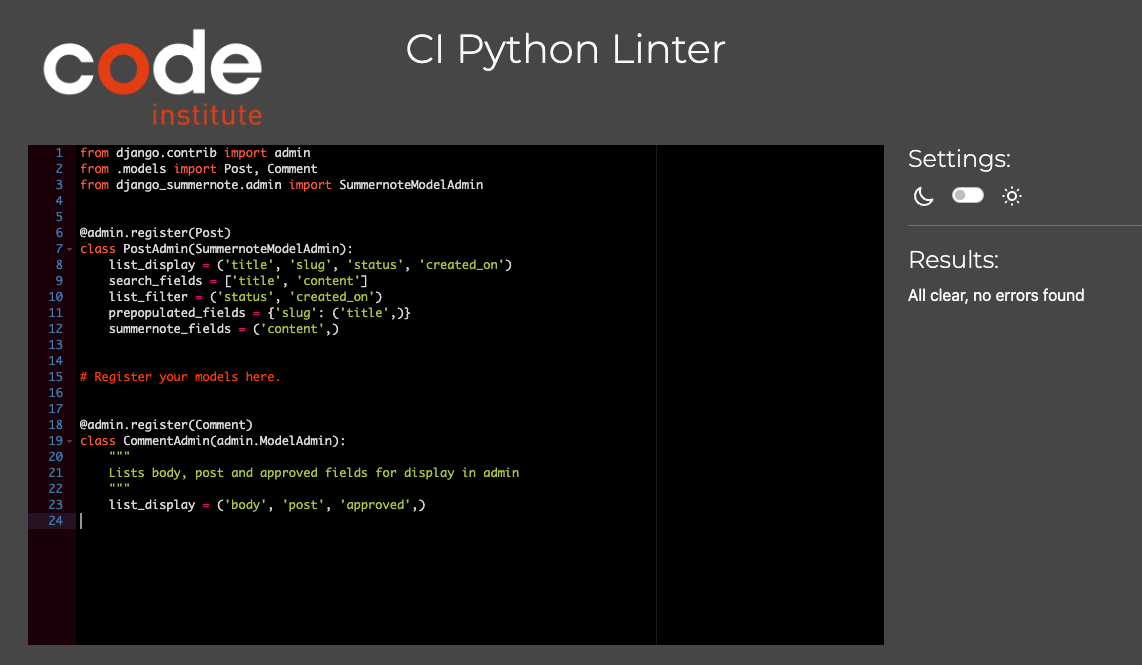 code
institute
CI Python Linter
1 from django.contrib import admin
2 from .models import Post, Comment
3 from django_summernote.admin import SummernoteModelAdmin
4
5
6 @admin.register(Post)
7 class PostAdmin(SummernoteModelAdmin):
8     list_display = ('title', 'slug', 'status', 'created_on')
9     search_fields = ['title', 'content']
10     list_filter = ('status', 'created_on')
11     prepopulated_fields = {'slug': ('title',)}
12     summernote_fields = ('content',)
13
14
15 # Register your models here.
16
17
18 @admin.register(Comment)
19 class CommentAdmin(admin.ModelAdmin):
20     """
21     Lists body, post and approved fields for display in admin
22     """
23     list_display = ('body', 'post', 'approved',)
24
Settings:
Results:
All clear, no errors found